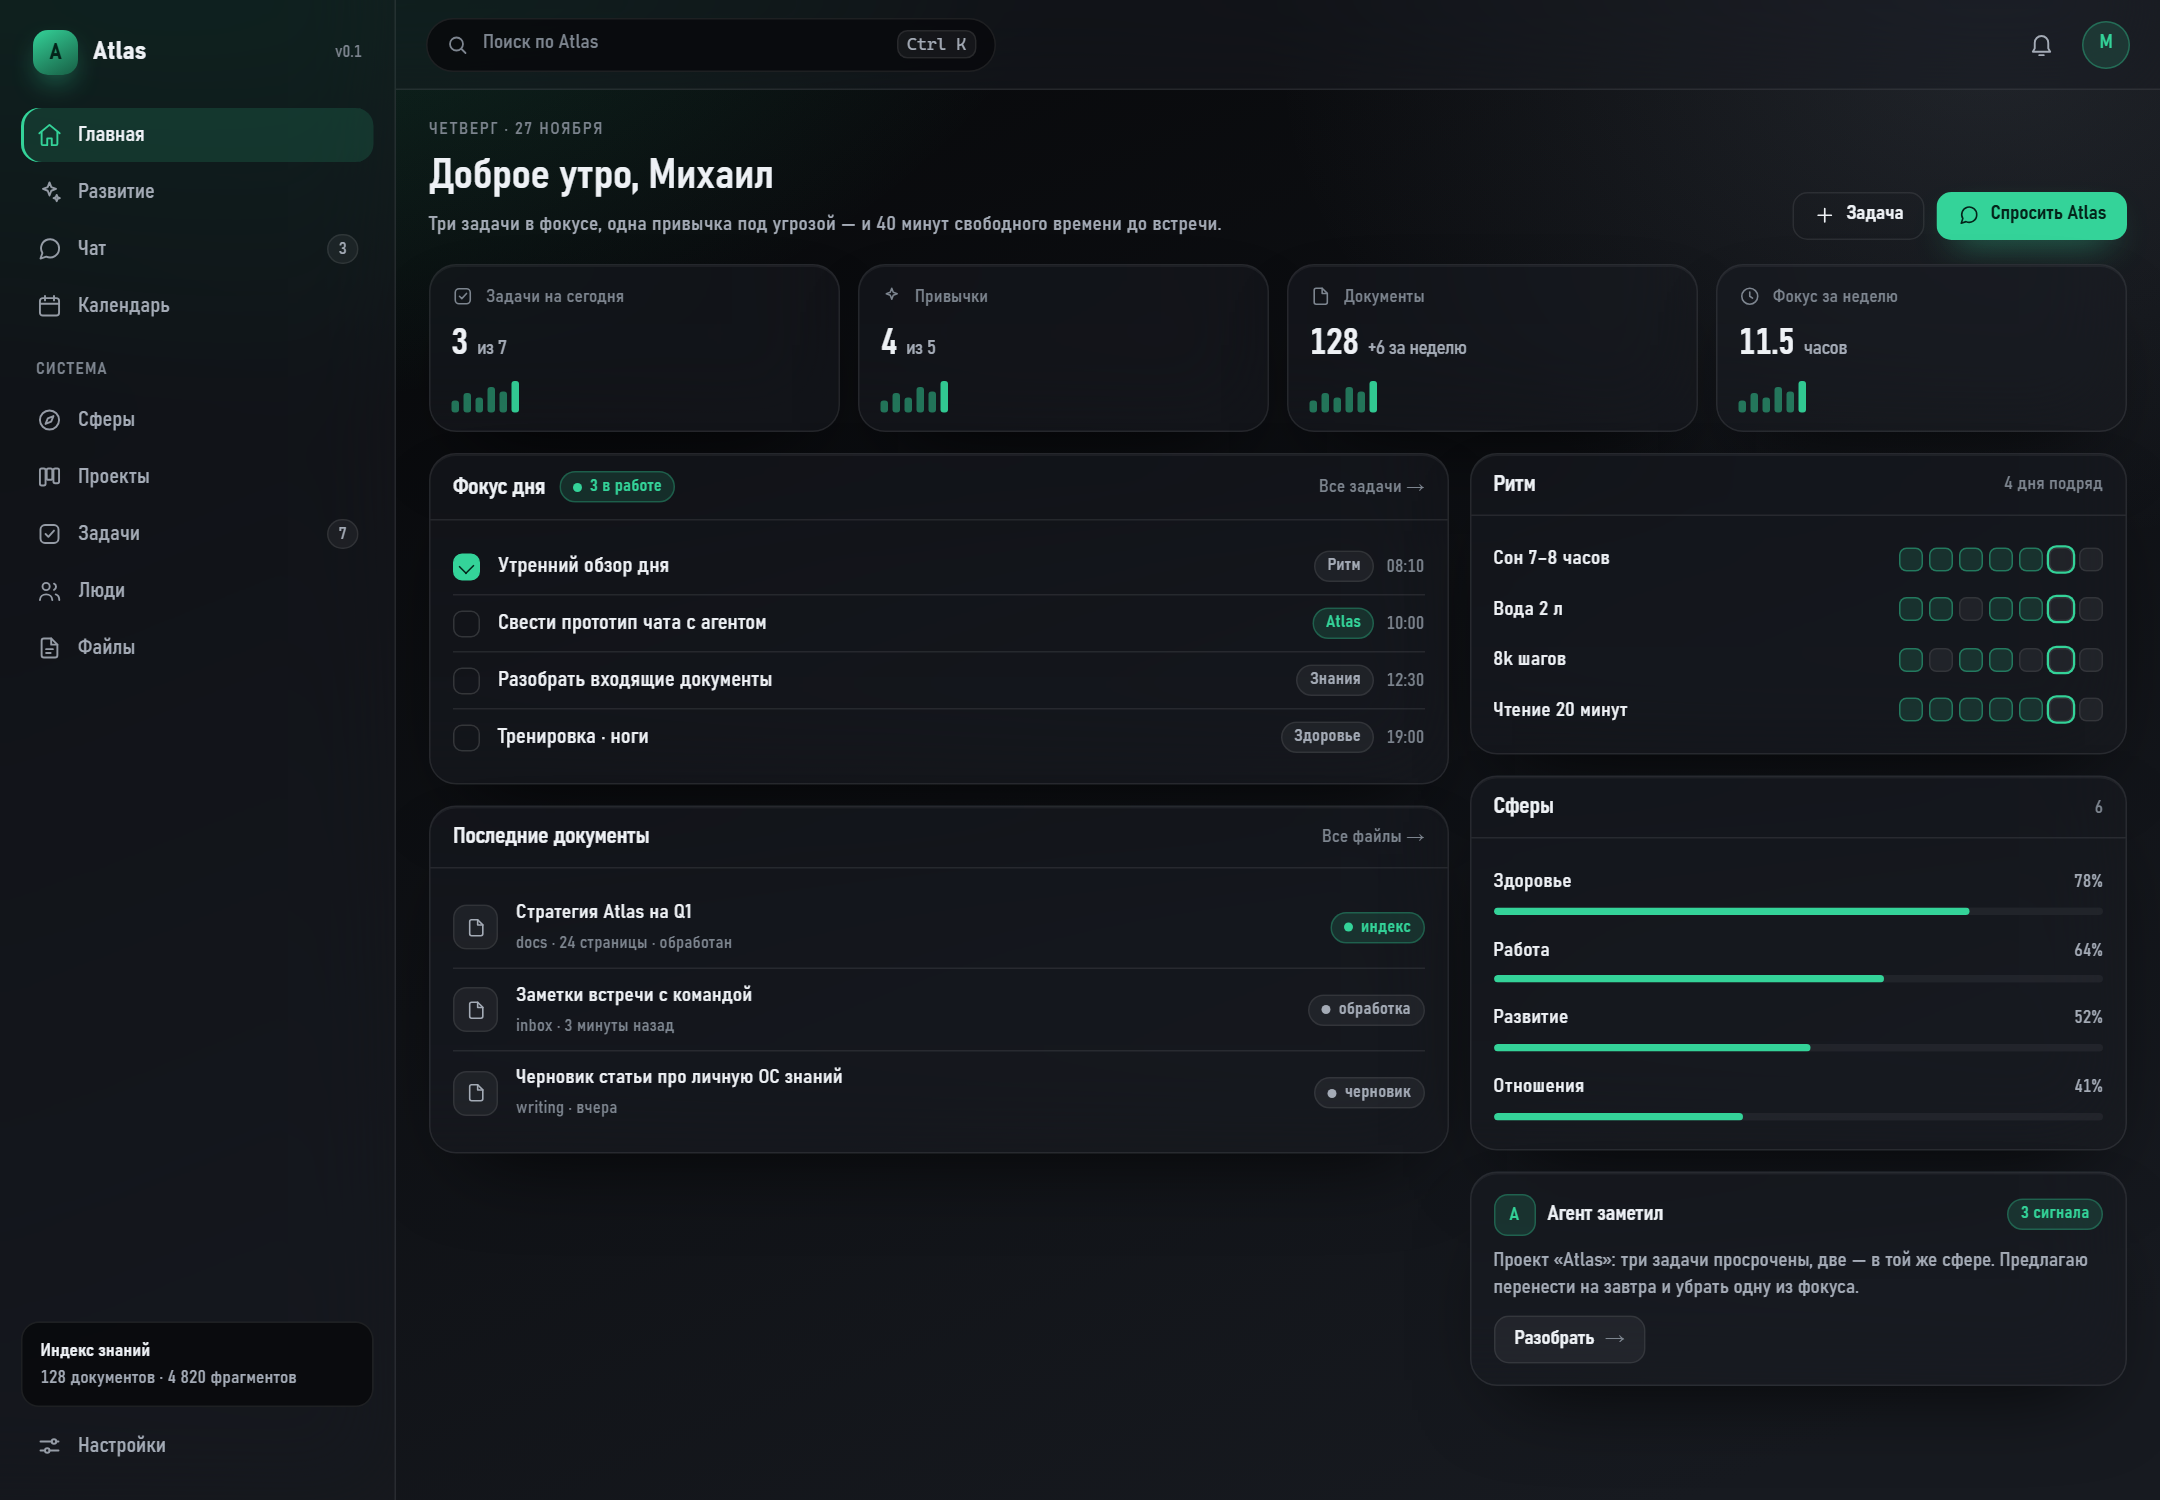 A Atlas v0.1
Главная
Развитие
Чат 3
Календарь
СИСТЕМА
Сферы
Проекты
Задачи 7
Люди
Файлы
Индекс знаний
128 документов · 4 820 фрагментов
Настройки
Поиск по Atlas Ctrl K
М
ЧЕТВЕРГ · 27 НОЯБРЯ
Доброе утро, Михаил
Три задачи в фокусе, одна привычка под угрозой — и 40 минут свободного времени до встречи.
Задача
Спросить Atlas
Задачи на сегодня
3 из 7
Привычки
4 из 5
Документы
128 +6 за неделю
Фокус за неделю
11.5 часов
Фокус дня 3 в работе Все задачи →
Утренний обзор дня Ритм 08:10
Свести прототип чата с агентом Atlas 10:00
Разобрать входящие документы Знания 12:30
Тренировка · ноги Здоровье 19:00
Последние документы Все файлы →
Стратегия Atlas на Q1
docs · 24 страницы · обработан
индекс
Заметки встречи с командой
inbox · 3 минуты назад
обработка
Черновик статьи про личную ОС знаний
writing · вчера
черновик
Ритм 4 дня подряд
Сон 7–8 часов
Вода 2 л
8k шагов
Чтение 20 минут
Сферы 6
Здоровье 78%
Работа 64%
Развитие 52%
Отношения 41%
A Агент заметил 3 сигнала
Проект «Atlas»: три задачи просрочены, две — в той же сфере. Предлагаю
перенести на завтра и убрать одну из фокуса.
Разобрать →